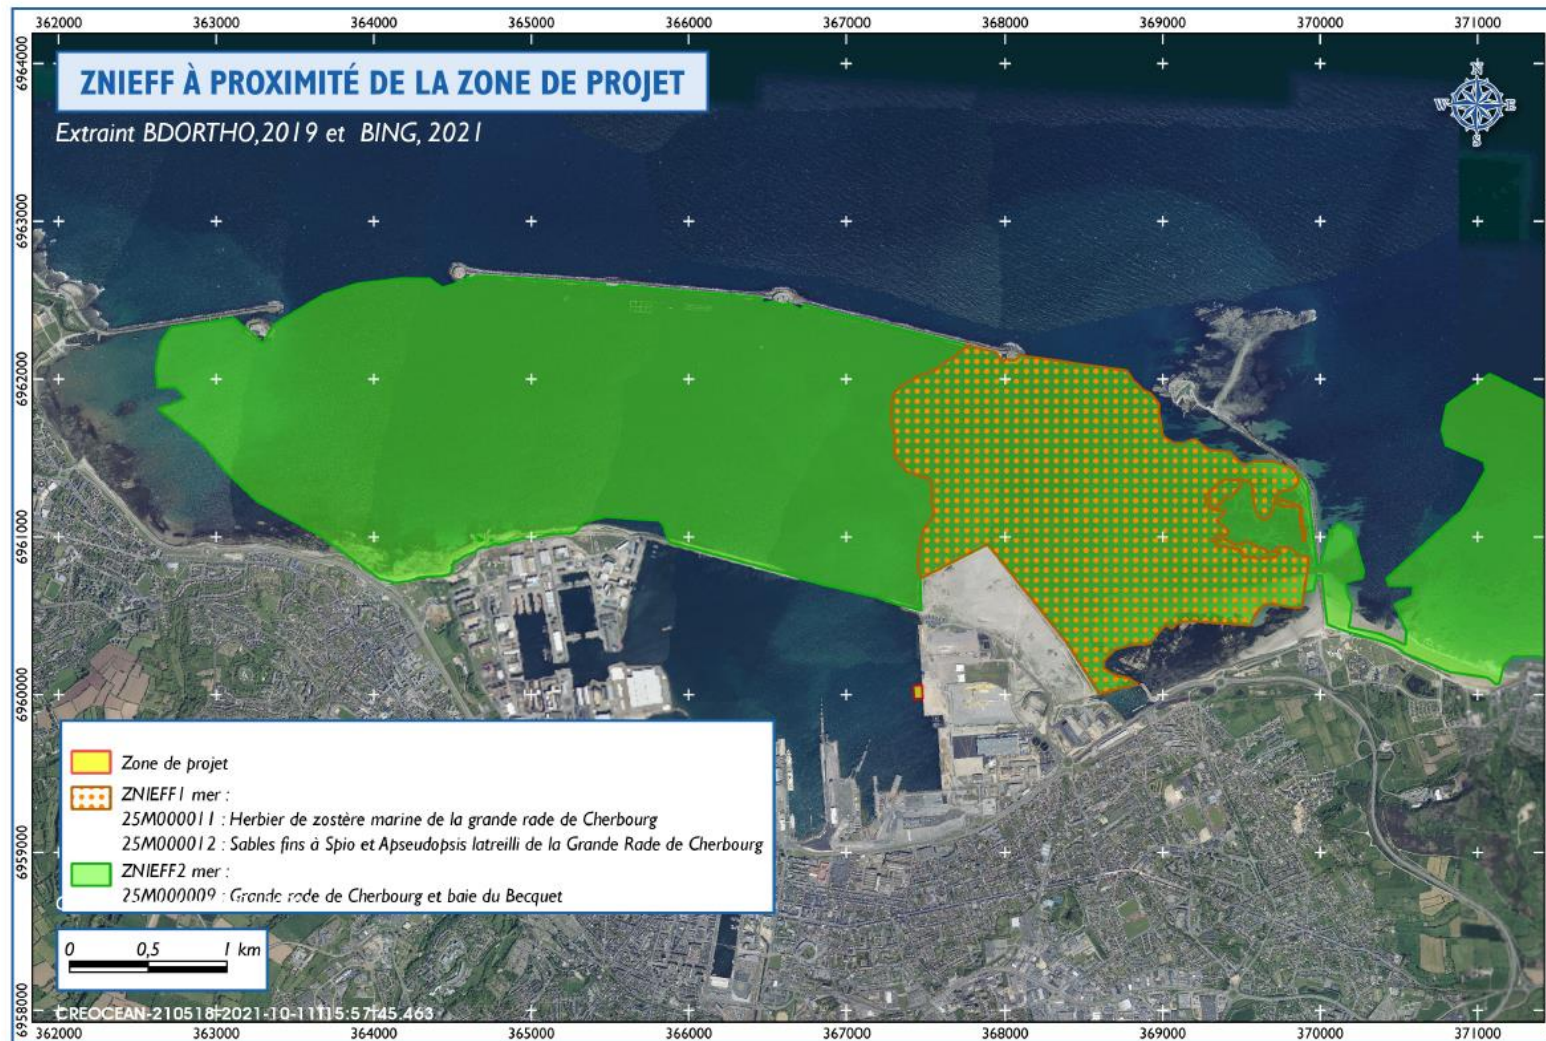 362000 363000 364000 365000 366000 367000 368000 369000 370000 371000
6964000
ZNIEFF À PROXIMITÉ DE LA ZONE DE PROJET
Extraint BDORTHO,2019 et BING, 2021
N
W E
S
6963000
6962000
6961000
6960000
Zone de projet
ZNIEFF1 mer :
25M000011 : Herbier de zostère marine de la grande rade de Cherbourg
25M000012 : Sables fins à Spio et Apseudopsis latreilli de la Grande Rade de Cherbourg
6959000
ZNIEFF2 mer :
25M000009 : Grande rade de Cherbourg et baie du Becquet
0 0,5 1 km
6958000
CREOCEAN-210518-2021-10-11T15:57:45.463
362000 363000 364000 365000 366000 367000 368000 369000 370000 371000